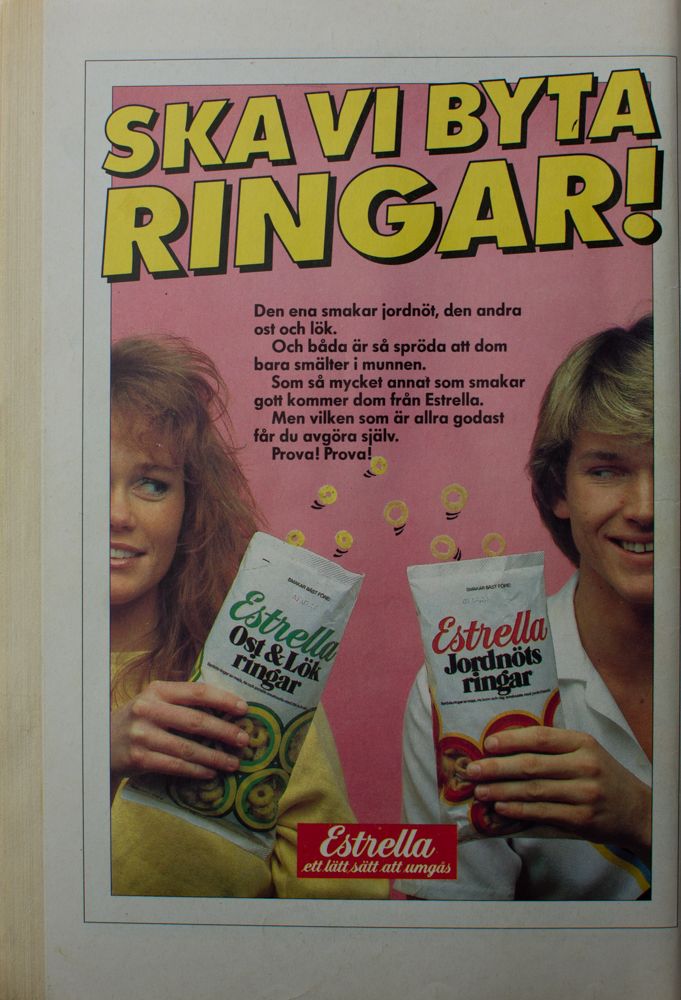 SKA VI BYTA
RINGAR!
Den ena smakar jordnöt, den andra
ost och lök.
Och båda är så spröda att dom
bara smälter i munnen.
Som så mycket annat som smakar
gott kommer dom från Estrella.
Men vilken som är allra godast
får du avgöra själv.
Prova! Prova!
SMAKAR BÄST FÖRE:
Estrella
Ost & Lök
ringar
SMAKAR BÄST FÖRE:
Estrella
Jordnöts
ringar
Estrella
ett lätt sätt att umgås